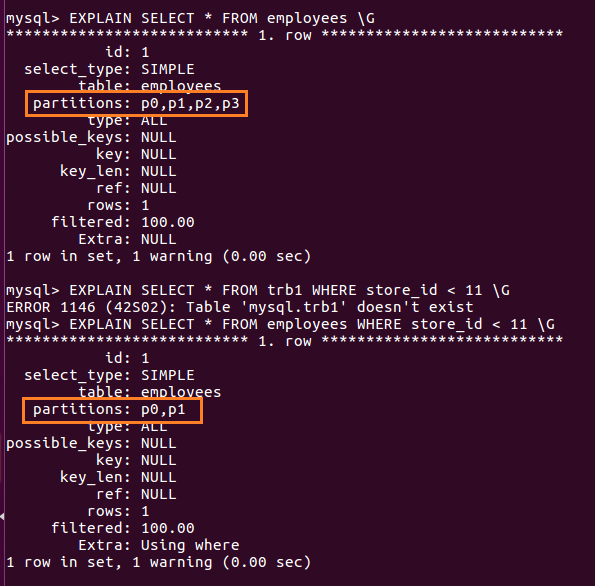 mysql> EXPLAIN SELECT * FROM employees \G
*************************** 1. row ***************************
id: 1
select_type: SIMPLE
table: employees
partitions: p0,p1,p2,p3
type: ALL
possible_keys: NULL
key: NULL
key_len: NULL
ref: NULL
rows: 1
filtered: 100.00
Extra: NULL
1 row in set, 1 warning (0.00 sec)
mysql> EXPLAIN SELECT * FROM trb1 WHERE store_id < 11 \G
ERROR 1146 (42S02): Table 'mysql.trb1' doesn't exist
mysql> EXPLAIN SELECT * FROM employees WHERE store_id < 11 \G
*************************** 1. row ***************************
id: 1
select_type: SIMPLE
table: employees
partitions: p0,p1
type: ALL
possible_keys: NULL
key: NULL
key_len: NULL
ref: NULL
rows: 1
filtered: 100.00
Extra: Using where
1 row in set, 1 warning (0.00 sec)